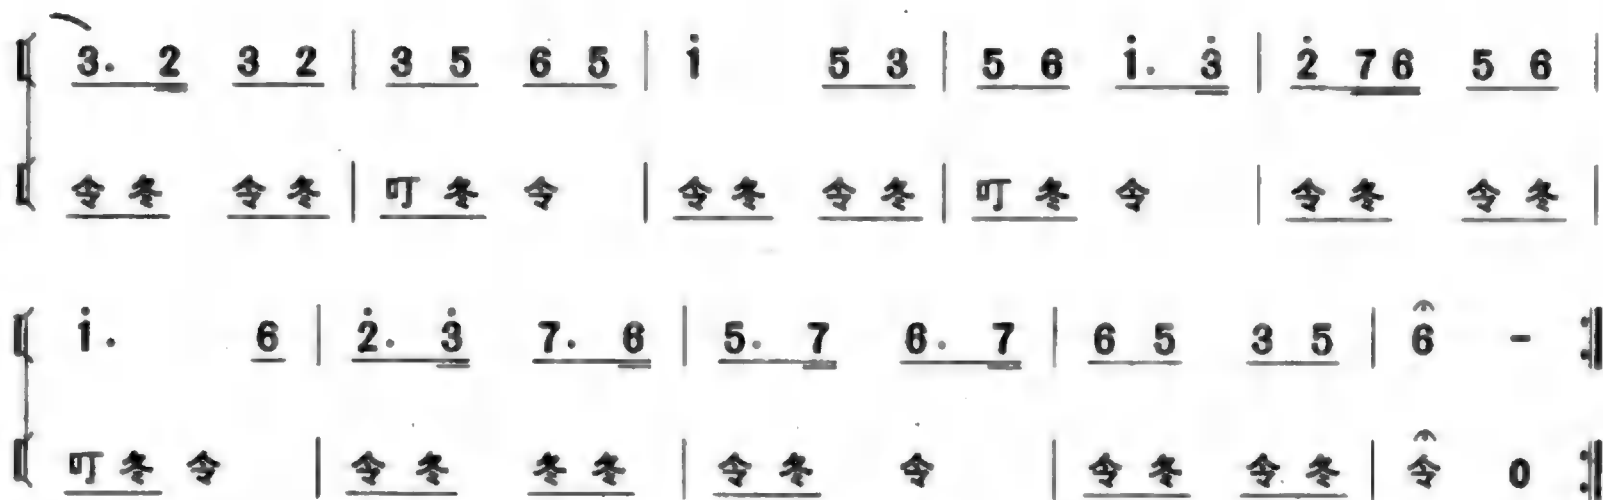 3. 2 3 2 | 3 5 6 5 | i 5 3 | 5 6 i. 3̇ | 2̇ 7 6 5 6 |
令冬 令冬 | 叮冬 令 | 令冬 令冬 | 叮冬 令 | 令冬 令冬 |
i. 6 | 2̇. 3̇ 7. 6 | 5. 7 6. 7 | 6 5 3 5 | 6 - :‖
叮冬 令 | 令冬 冬冬 | 令冬 令 | 令冬 令冬 | 令 0 :‖